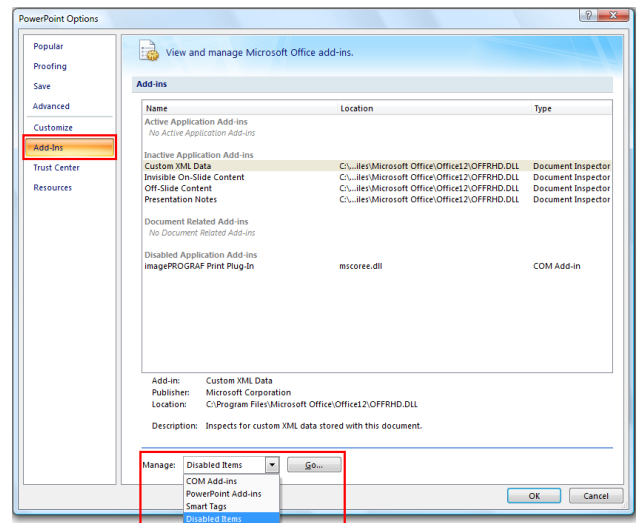 PowerPoint Options
Popular
Proofing
Save
Advanced
Customize
Add-Ins
Trust Center
Resources
View and manage Microsoft Office add-ins.
Add-ins
Name Location Type
Active Application Add-ins
No Active Application Add-ins
Inactive Application Add-ins
Custom XML Data C:\...iles\Microsoft Office\Office12\OFFRHD.DLL Document Inspector
Invisible On-Slide Content C:\...iles\Microsoft Office\Office12\OFFRHD.DLL Document Inspector
Off-Slide Content C:\...iles\Microsoft Office\Office12\OFFRHD.DLL Document Inspector
Presentation Notes C:\...iles\Microsoft Office\Office12\OFFRHD.DLL Document Inspector
Document Related Add-ins
No Document Related Add-ins
Disabled Application Add-ins
imagePROGRAF Print Plug-In mscoree.dll COM Add-in
Add-in: Custom XML Data
Publisher: Microsoft Corporation
Location: C:\Program Files\Microsoft Office\Office12\OFFRHD.DLL
Description: Inspects for custom XML data stored with this document.
Manage: Disabled Items Go...
COM Add-ins
PowerPoint Add-ins
Smart Tags
Disabled Items
OK Cancel